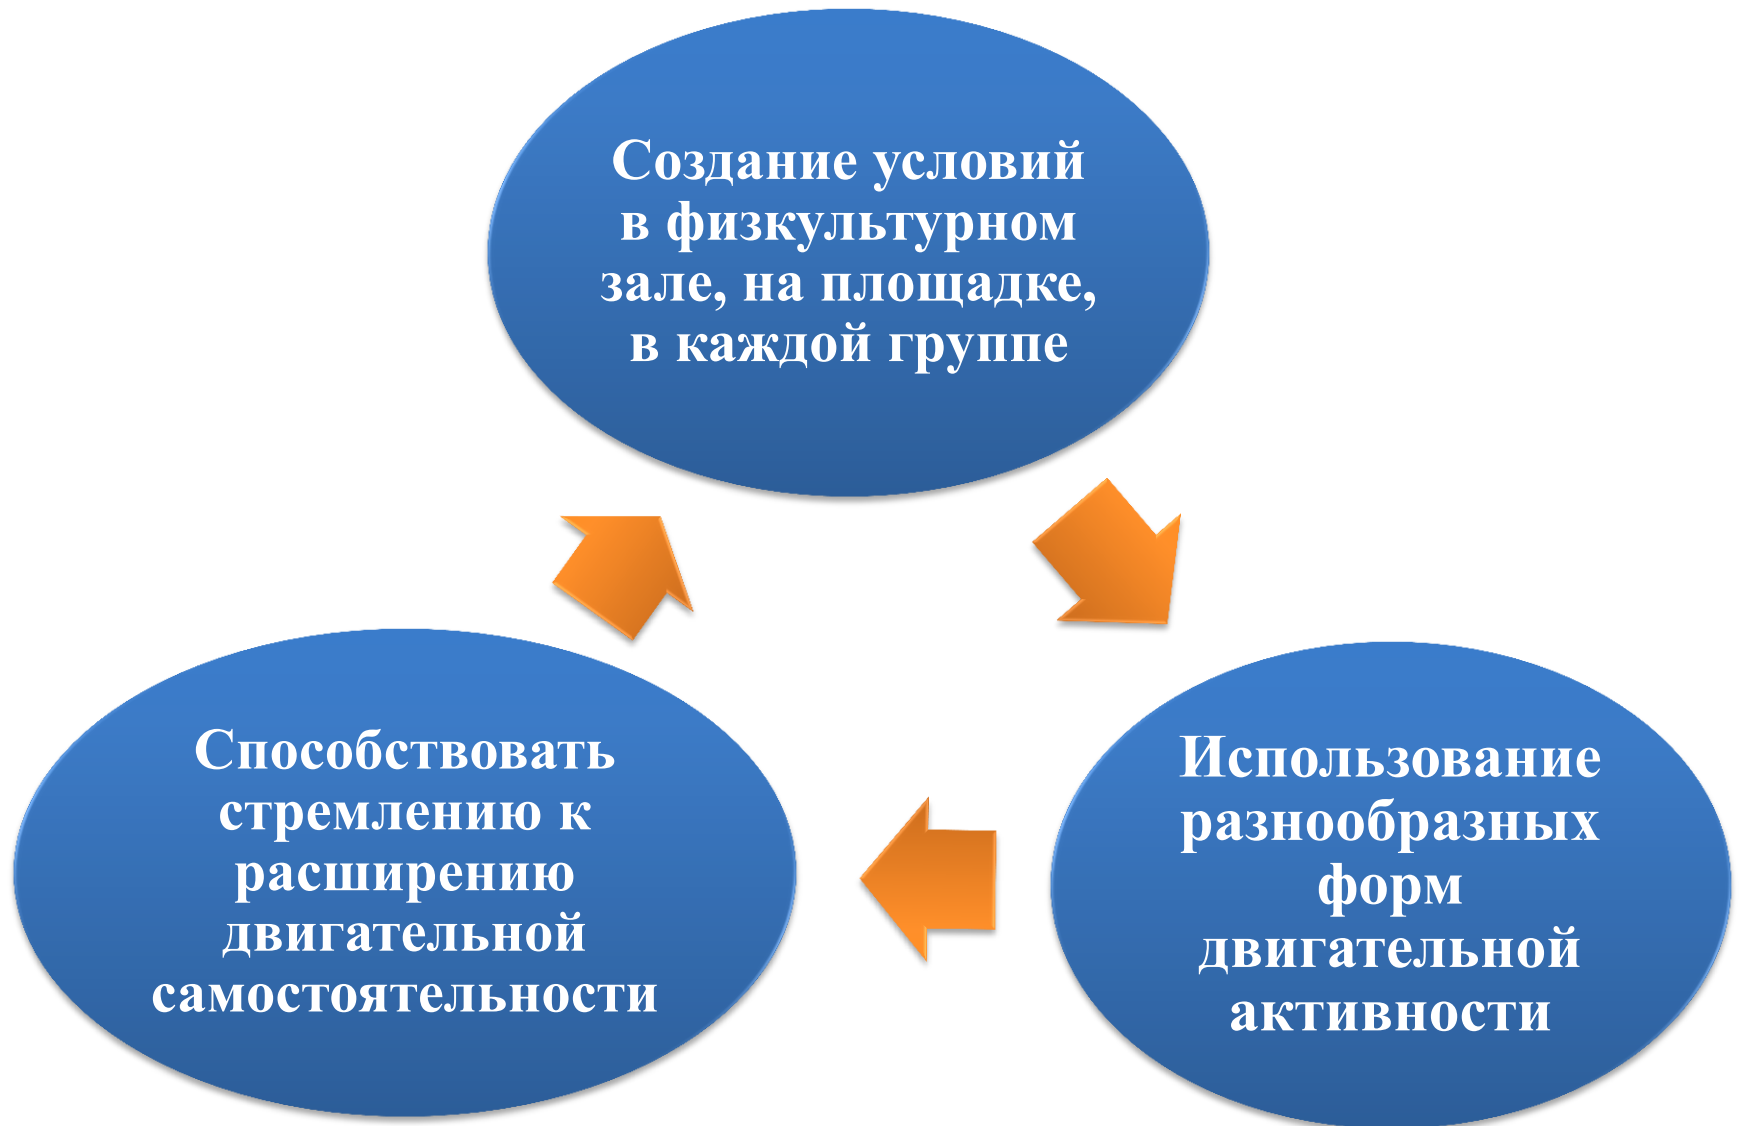 Создание условий
в физкультурном
зале, на площадке,
в каждой группе
Способствовать
стремлению к
расширению
двигательной
самостоятельности
Использование
разнообразных
форм
двигательной
активности